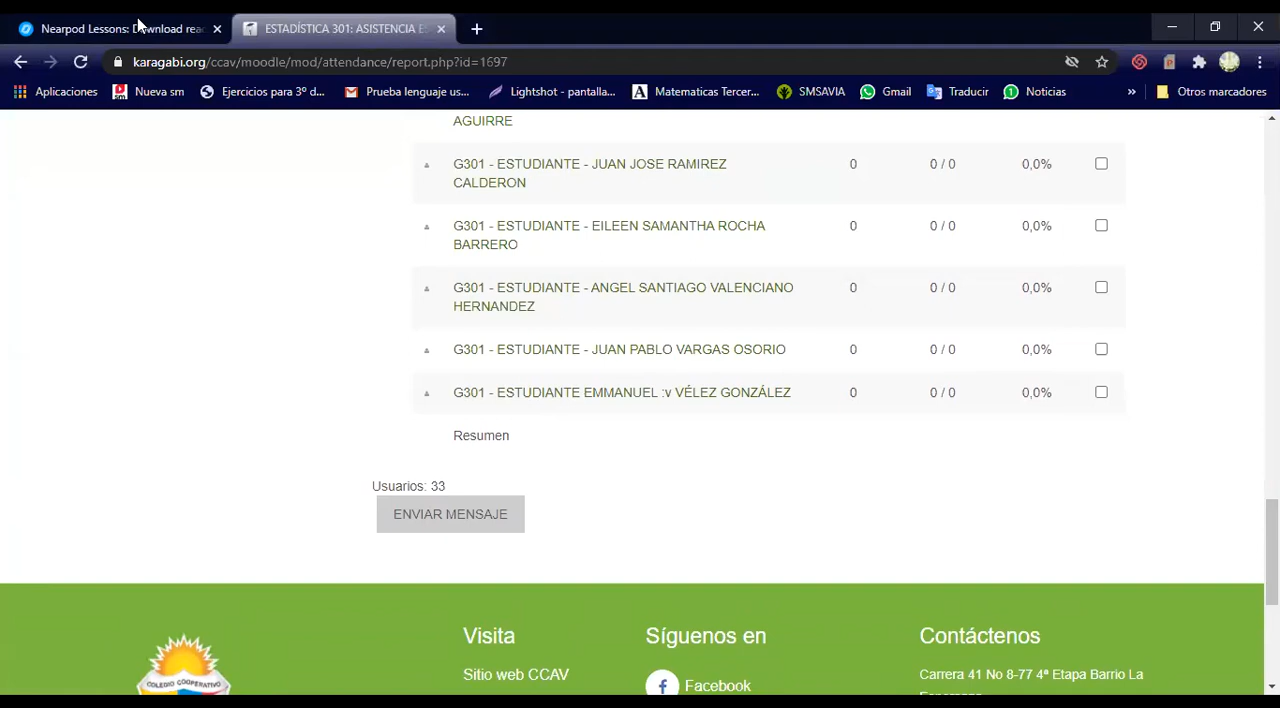 Nearpod Lessons: Download rea
ESTADÍSTICA 301: ASISTENCIA E
karagabi.org/ccav/moodle/mod/attendance/report.php?id=1697
Aplicaciones
Nueva sm
Ejercicios para 3º d...
Prueba lenguaje us...
Lightshot - pantalla...
Matematicas Tercer...
SMSAVIA
Gmail
Traducir
Noticias
»
Otros marcadores
AGUIRRE
G301 - ESTUDIANTE - JUAN JOSE RAMIREZ
CALDERON
0 0 / 0 0,0%
G301 - ESTUDIANTE - EILEEN SAMANTHA ROCHA
BARRERO
0 0 / 0 0,0%
G301 - ESTUDIANTE - ANGEL SANTIAGO VALENCIANO
HERNANDEZ
0 0 / 0 0,0%
G301 - ESTUDIANTE - JUAN PABLO VARGAS OSORIO 0 0 / 0 0,0%
G301 - ESTUDIANTE EMMANUEL :v VÉLEZ GONZÁLEZ 0 0 / 0 0,0%
Resumen
Usuarios: 33
ENVIAR MENSAJE
COLEGIO COOPERATIVO
Visita
Sitio web CCAV
Síguenos en
Facebook
Contáctenos
Carrera 41 No 8-77 4ª Etapa Barrio La
Esperanza